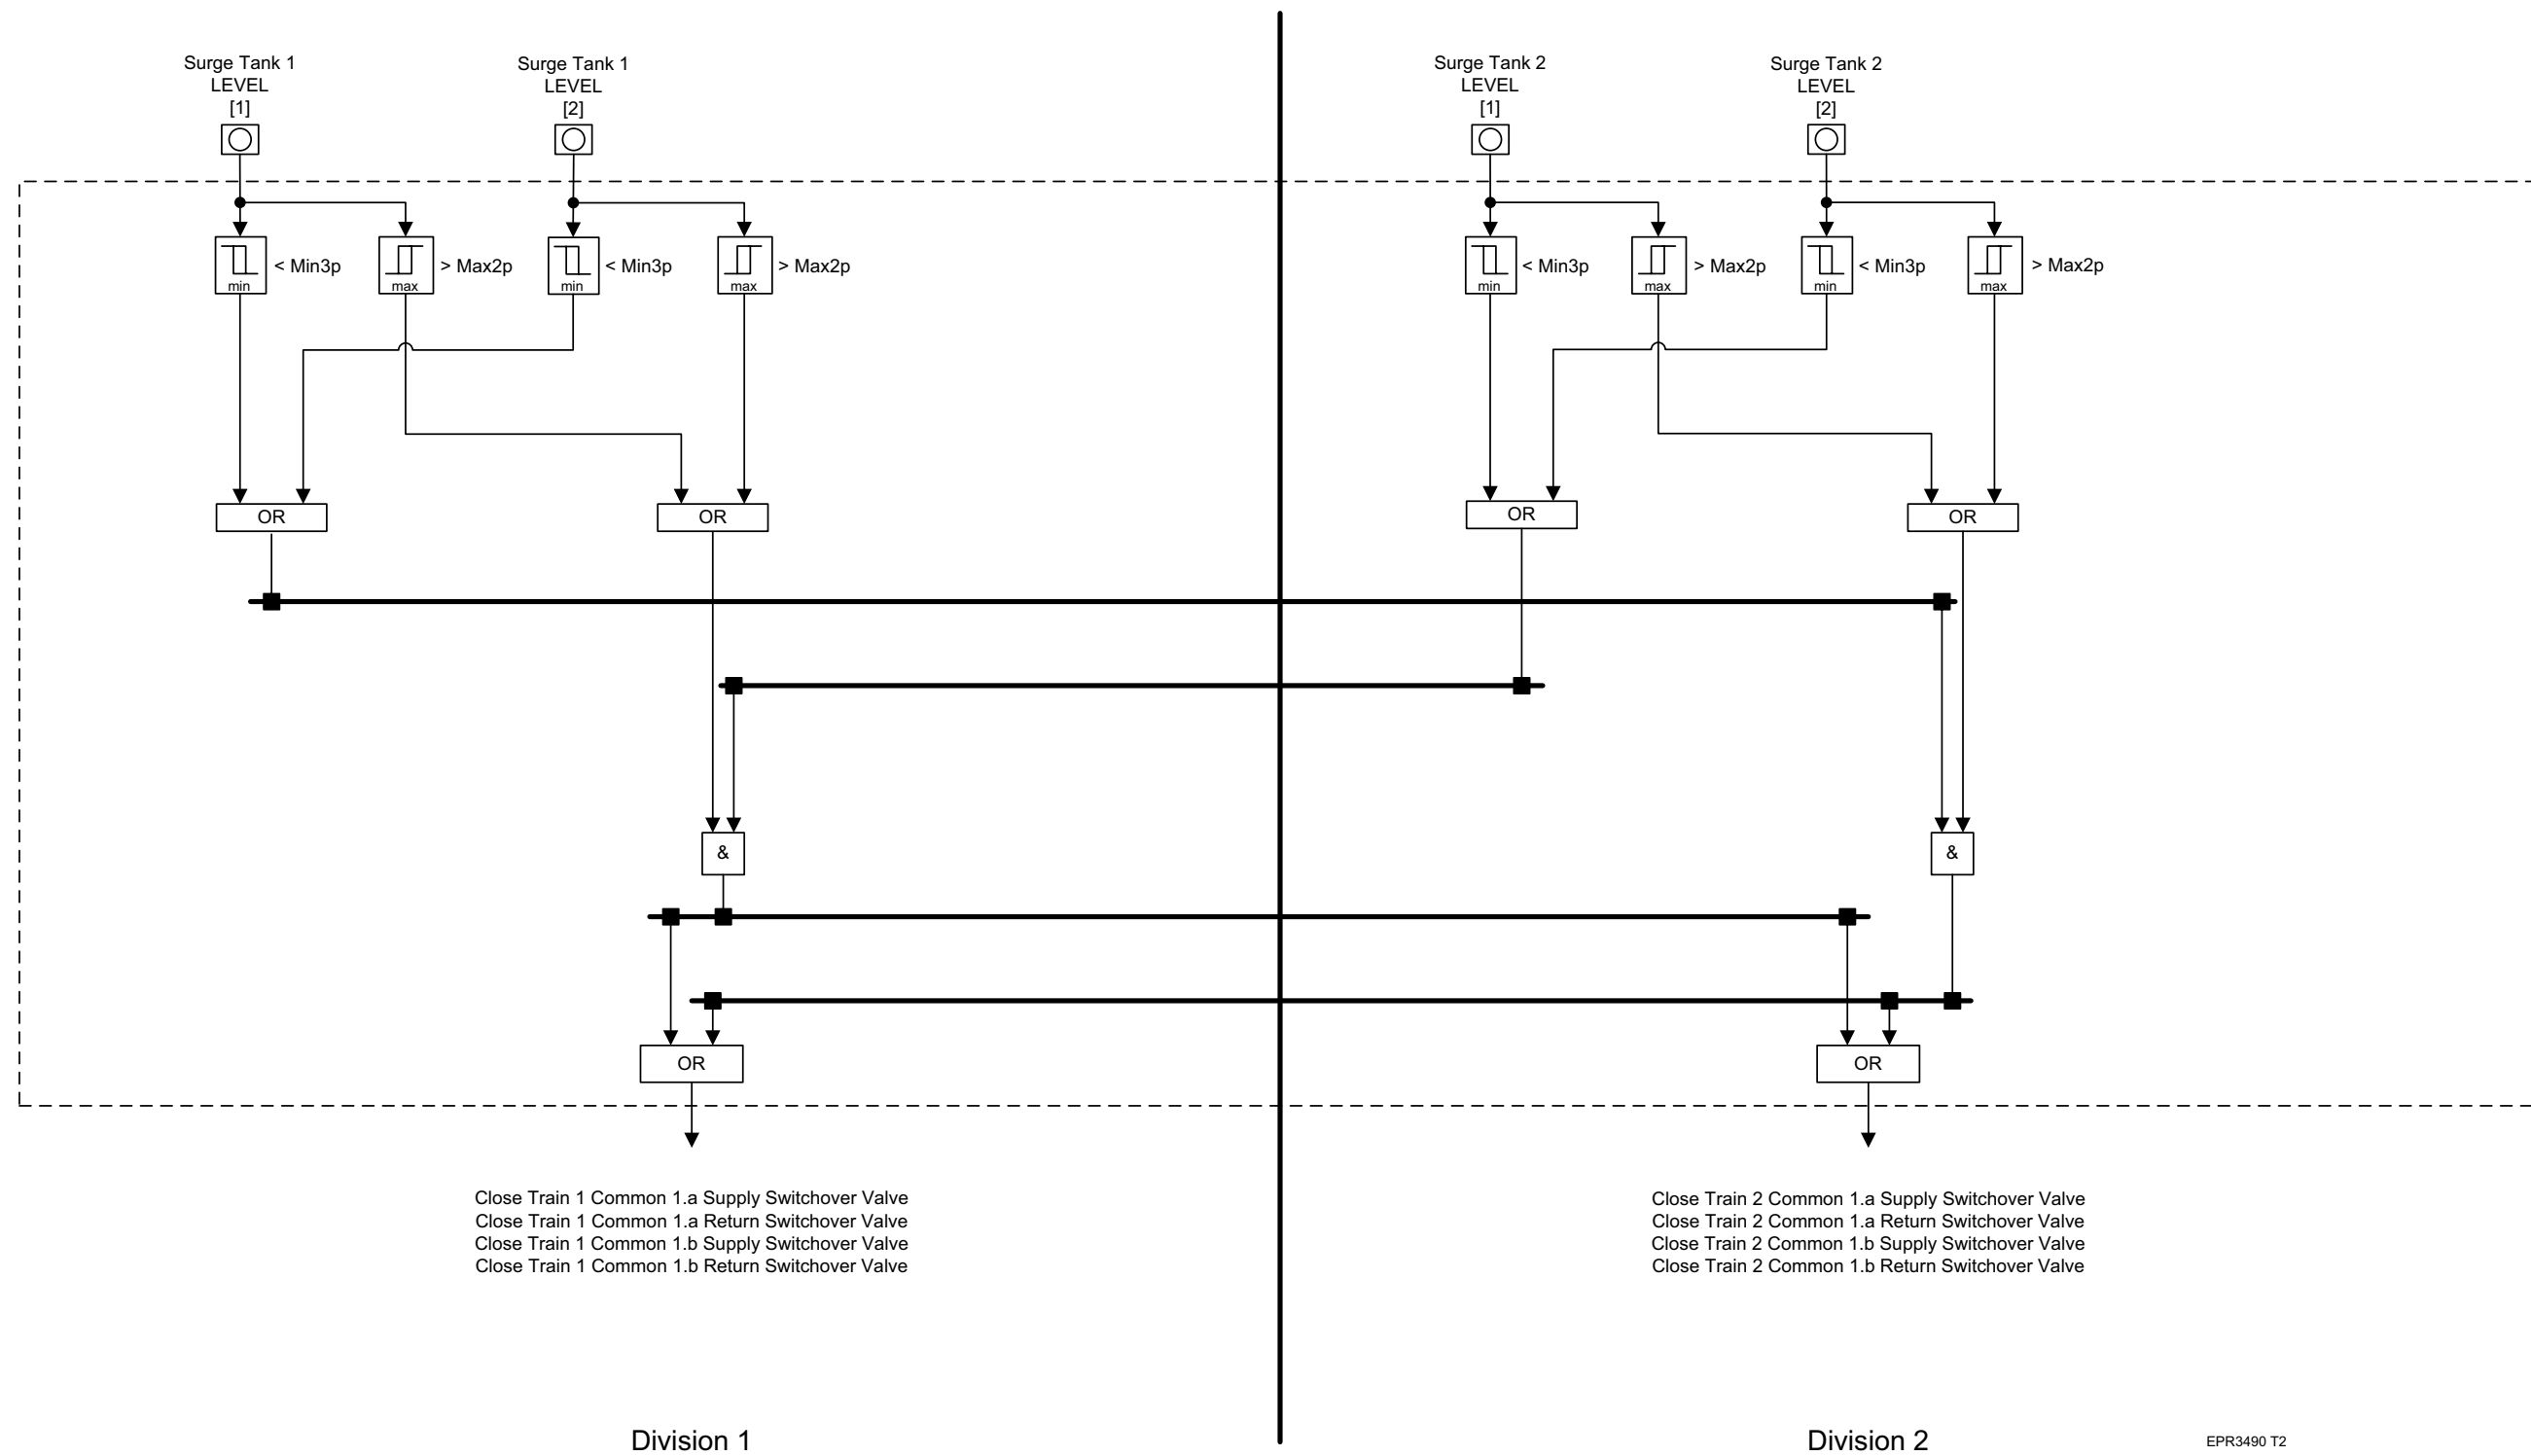 Surge Tank 1
LEVEL
[1]
Surge Tank 1
LEVEL
[2]
Surge Tank 2
LEVEL
[1]
Surge Tank 2
LEVEL
[2]
min
< Min3p
max
> Max2p
min
< Min3p
max
> Max2p
min
< Min3p
max
> Max2p
min
< Min3p
max
> Max2p
OR
OR
OR
OR
&
&
OR
OR
Close Train 1 Common 1.a Supply Switchover Valve
Close Train 1 Common 1.a Return Switchover Valve
Close Train 1 Common 1.b Supply Switchover Valve
Close Train 1 Common 1.b Return Switchover Valve
Close Train 2 Common 1.a Supply Switchover Valve
Close Train 2 Common 1.a Return Switchover Valve
Close Train 2 Common 1.b Supply Switchover Valve
Close Train 2 Common 1.b Return Switchover Valve
Division 1
Division 2
EPR3490 T2